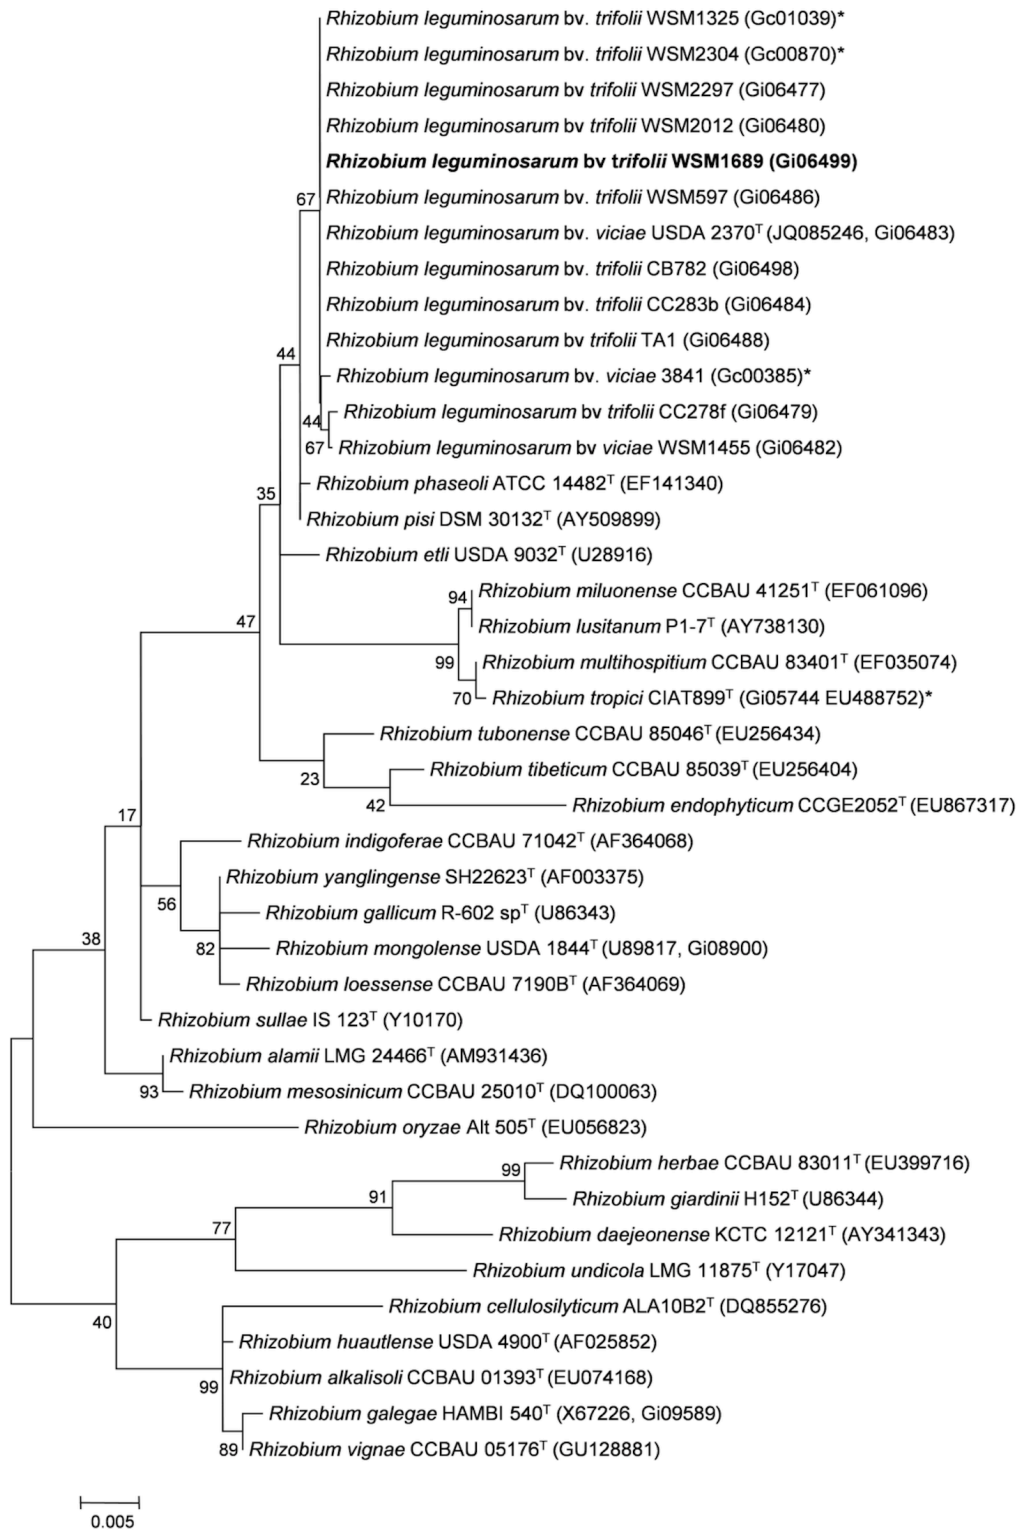 Rhizobium leguminosarum bv. trifolii WSM1325 (Gc01039)*
Rhizobium leguminosarum bv. trifolii WSM2304 (Gc00870)*
Rhizobium leguminosarum bv trifolii WSM2297 (Gi06477)
Rhizobium leguminosarum bv trifolii WSM2012 (Gi06480)
Rhizobium leguminosarum bv trifolii WSM1689 (Gi06499)
67 Rhizobium leguminosarum bv. trifolii WSM597 (Gi06486)
Rhizobium leguminosarum bv. viciae USDA 2370ᵀ (JQ085246, Gi06483)
Rhizobium leguminosarum bv. trifolii CB782 (Gi06498)
Rhizobium leguminosarum bv. trifolii CC283b (Gi06484)
Rhizobium leguminosarum bv trifolii TA1 (Gi06488)
44
Rhizobium leguminosarum bv. viciae 3841 (Gc00385)*
Rhizobium leguminosarum bv trifolii CC278f (Gi06479)
44
67 Rhizobium leguminosarum bv viciae WSM1455 (Gi06482)
Rhizobium phaseoli ATCC 14482ᵀ (EF141340)
35
Rhizobium pisi DSM 30132ᵀ (AY509899)
Rhizobium etli USDA 9032ᵀ (U28916)
94 Rhizobium miluonense CCBAU 41251ᵀ (EF061096)
47 Rhizobium lusitanum P1-7ᵀ (AY738130)
99 Rhizobium multihospitium CCBAU 83401ᵀ (EF035074)
70 Rhizobium tropici CIAT899ᵀ (Gi05744 EU488752)*
Rhizobium tubonense CCBAU 85046ᵀ (EU256434)
23 Rhizobium tibeticum CCBAU 85039ᵀ (EU256404)
42 Rhizobium endophyticum CCGE2052ᵀ (EU867317)
17
Rhizobium indigoferae CCBAU 71042ᵀ (AF364068)
Rhizobium yanglingense SH22623ᵀ (AF003375)
56 Rhizobium gallicum R-602 spᵀ (U86343)
38 82 Rhizobium mongolense USDA 1844ᵀ (U89817, Gi08900)
Rhizobium loessense CCBAU 7190Bᵀ (AF364069)
Rhizobium sullae IS 123ᵀ (Y10170)
Rhizobium alamii LMG 24466ᵀ (AM931436)
93 Rhizobium mesosinicum CCBAU 25010ᵀ (DQ100063)
Rhizobium oryzae Alt 505ᵀ (EU056823)
99 Rhizobium herbae CCBAU 83011ᵀ (EU399716)
91 Rhizobium giardinii H152ᵀ (U86344)
77 Rhizobium daejeonense KCTC 12121ᵀ (AY341343)
Rhizobium undicola LMG 11875ᵀ (Y17047)
Rhizobium cellulosilyticum ALA10B2ᵀ (DQ855276)
40
Rhizobium huautlense USDA 4900ᵀ (AF025852)
99 Rhizobium alkalisoli CCBAU 01393ᵀ (EU074168)
Rhizobium galegae HAMBI 540ᵀ (X67226, Gi09589)
89 Rhizobium vignae CCBAU 05176ᵀ (GU128881)
0.005